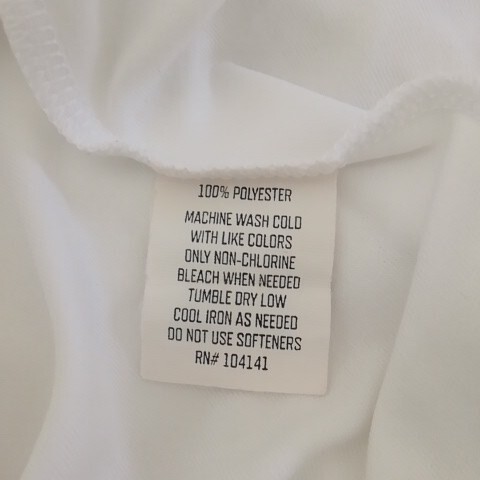 100% POLYESTER
MACHINE WASH COLD
WITH LIKE COLORS
ONLY NON-CHLORINE
BLEACH WHEN NEEDED
TUMBLE DRY LOW
COOL IRON AS NEEDED
DO NOT USE SOFTENERS
RN# 104141